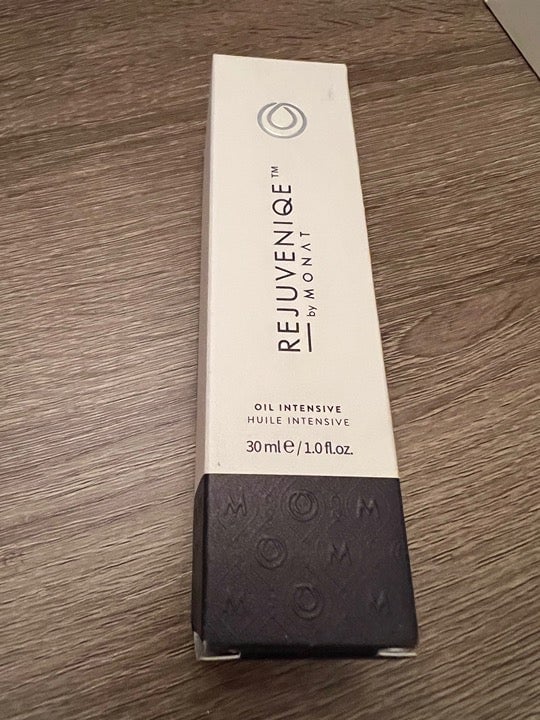 REJUVENIQE™
by MONAT
OIL INTENSIVE
HUILE INTENSIVE
30 ml ℮ / 1.0 fl.oz.
M M
M
M M